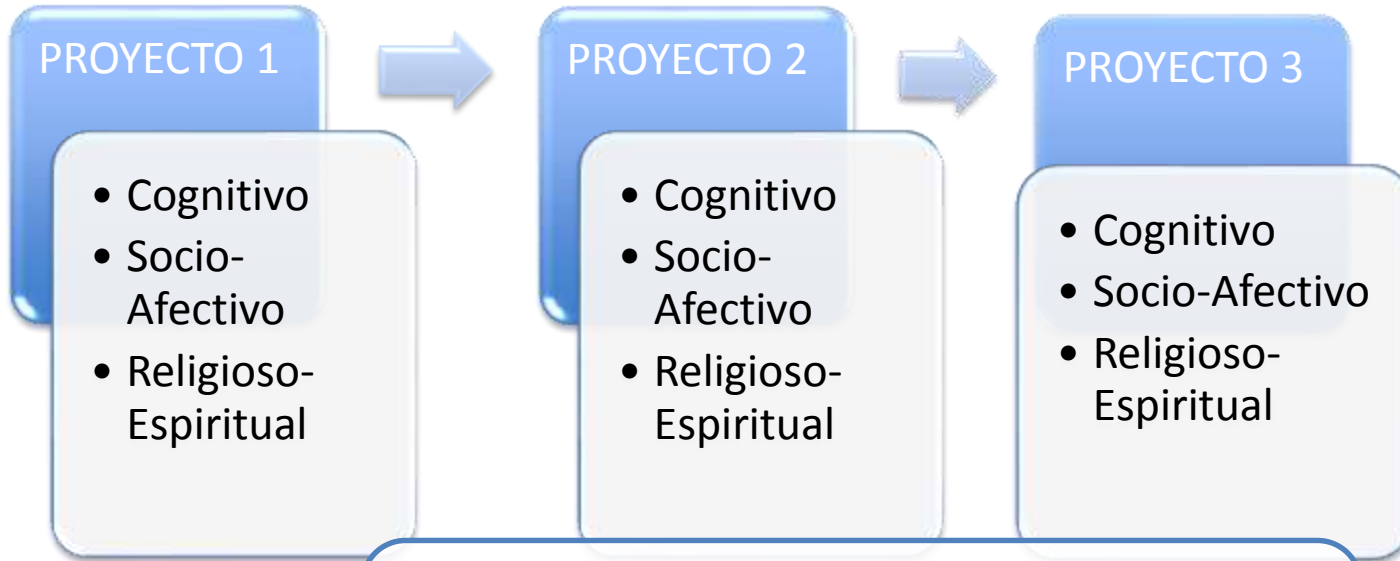 PROYECTO 1
• Cognitivo
• Socio-
Afectivo
• Religioso-
Espiritual
PROYECTO 2
• Cognitivo
• Socio-
Afectivo
• Religioso-
Espiritual
PROYECTO 3
• Cognitivo
• Socio-Afectivo
• Religioso-
Espiritual